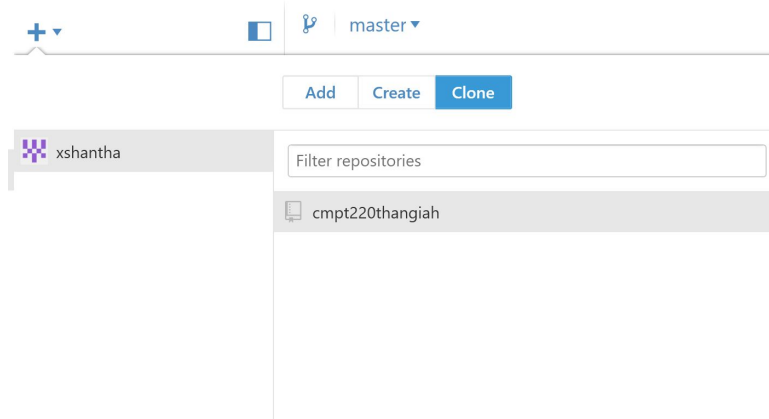 master
Add Create Clone
xshantha
Filter repositories
cmpt220thangiah